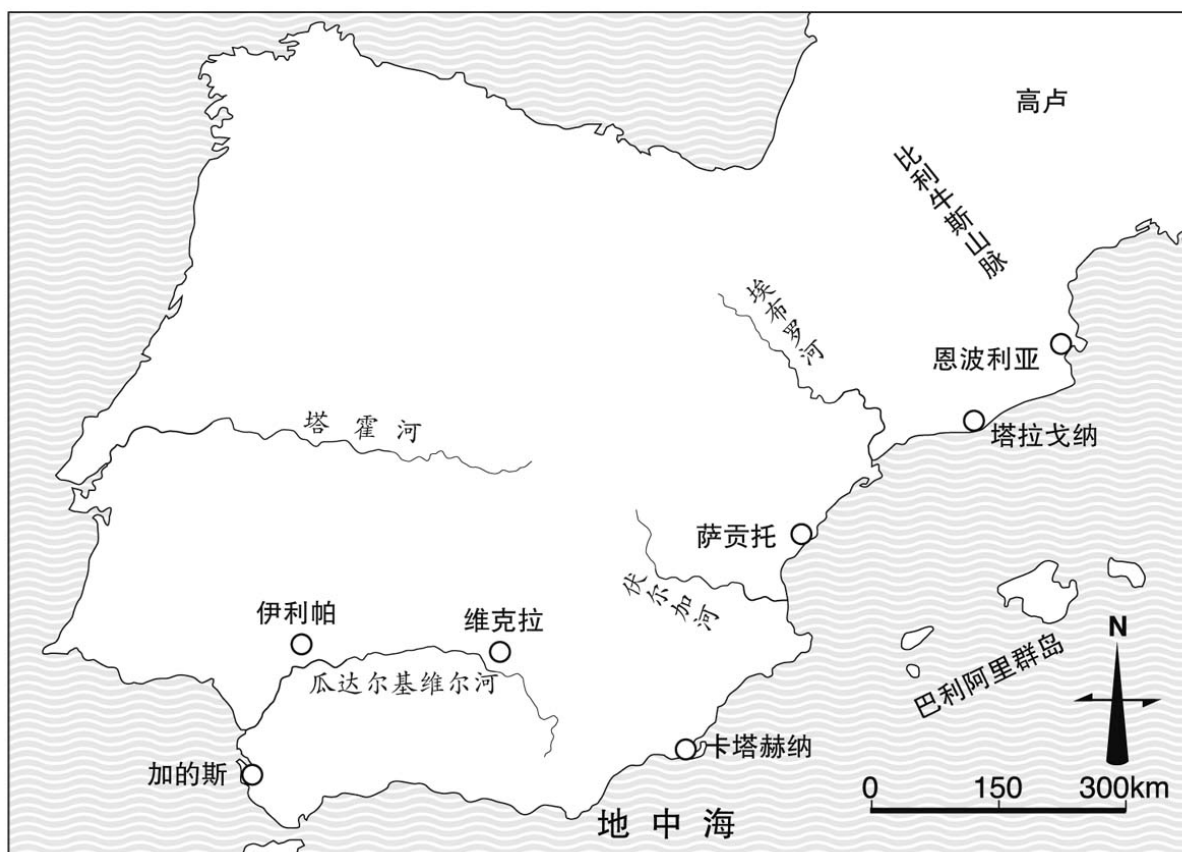 高卢
比利牛斯山脉
埃布罗河
恩波利亚
塔拉戈纳
塔霍河
萨贡托
伏尔加河
伊利帕
维克拉
瓜达尔基维尔河
巴利阿里群岛
N
加的斯
卡塔赫纳
0 150 300km
地中海